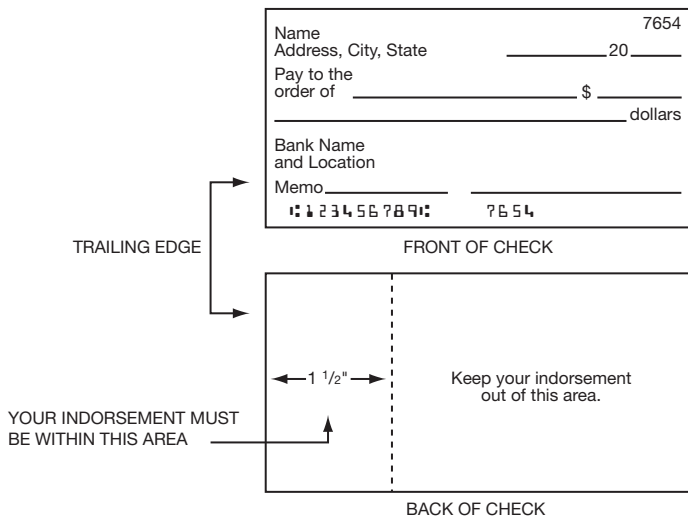 7654
Name
Address, City, State 20
Pay to the
order of $
dollars
Bank Name
and Location
Memo
⑆123456789⑆ 7654
TRAILING EDGE
FRONT OF CHECK
1 1/2"
Keep your indorsement
out of this area.
YOUR INDORSEMENT MUST
BE WITHIN THIS AREA
BACK OF CHECK